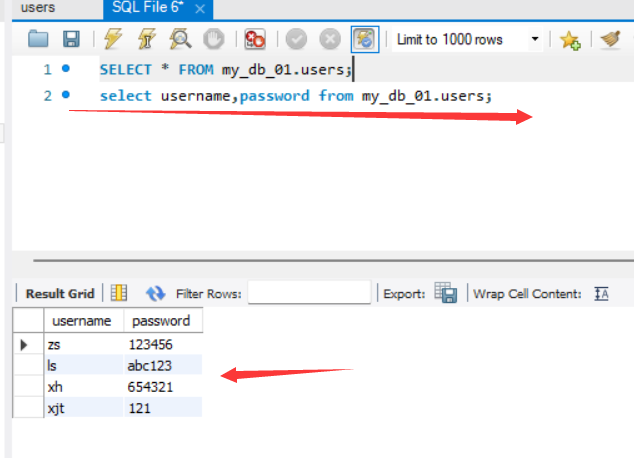 users
SQL File 6*
Limit to 1000 rows
1 SELECT * FROM my_db_01.users;
2 select username,password from my_db_01.users;
Result Grid Filter Rows: Export: Wrap Cell Content: IA
username password
zs 123456
ls abc123
xh 654321
xjt 121